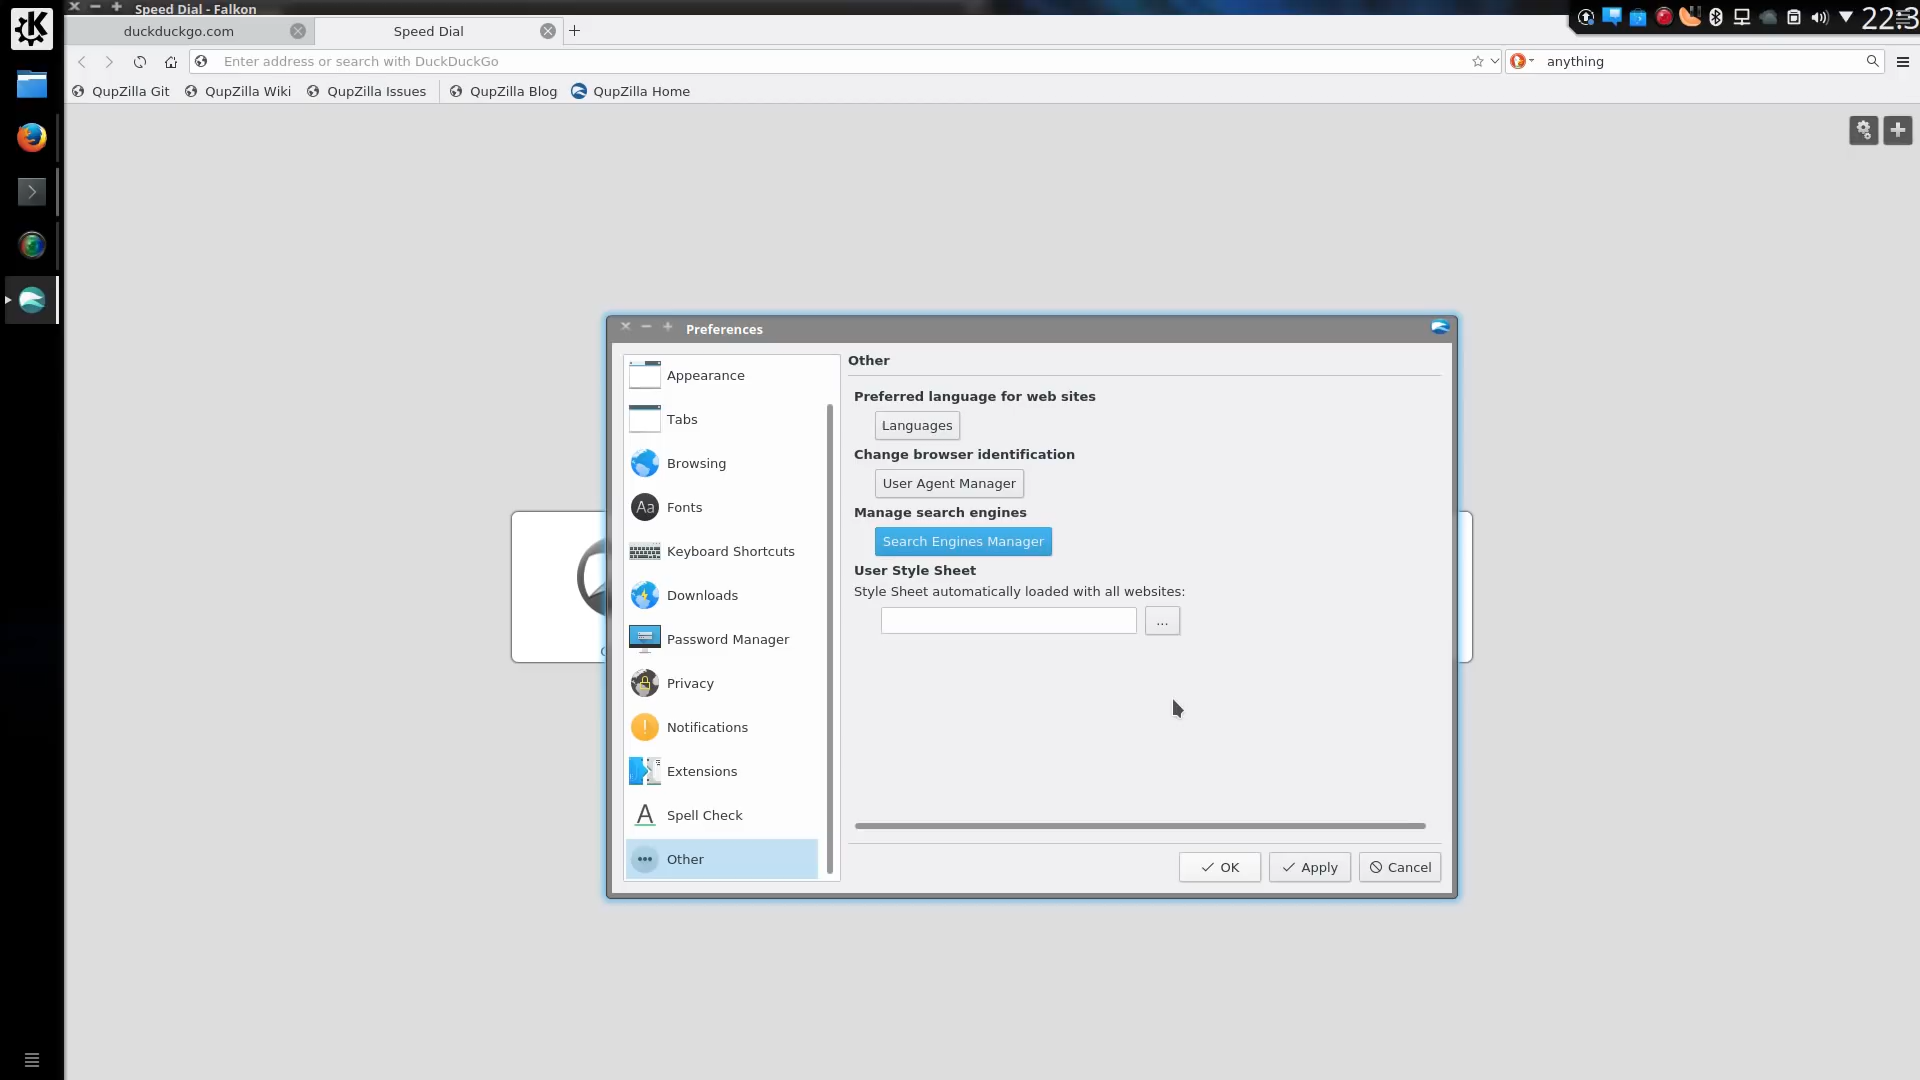 Speed Dial - Falkon
duckduckgo.com
Speed Dial
Enter address or search with DuckDuckGo
anything
QupZilla Git
QupZilla Wiki
QupZilla Issues
QupZilla Blog
QupZilla Home
Preferences
Appearance
Tabs
Browsing
Aa Fonts
Keyboard Shortcuts
Downloads
Password Manager
Privacy
Notifications
Extensions
A Spell Check
Other
Other
Preferred language for web sites
Languages
Change browser identification
User Agent Manager
Manage search engines
Search Engines Manager
User Style Sheet
Style Sheet automatically loaded with all websites:
...
OK
Apply
Cancel